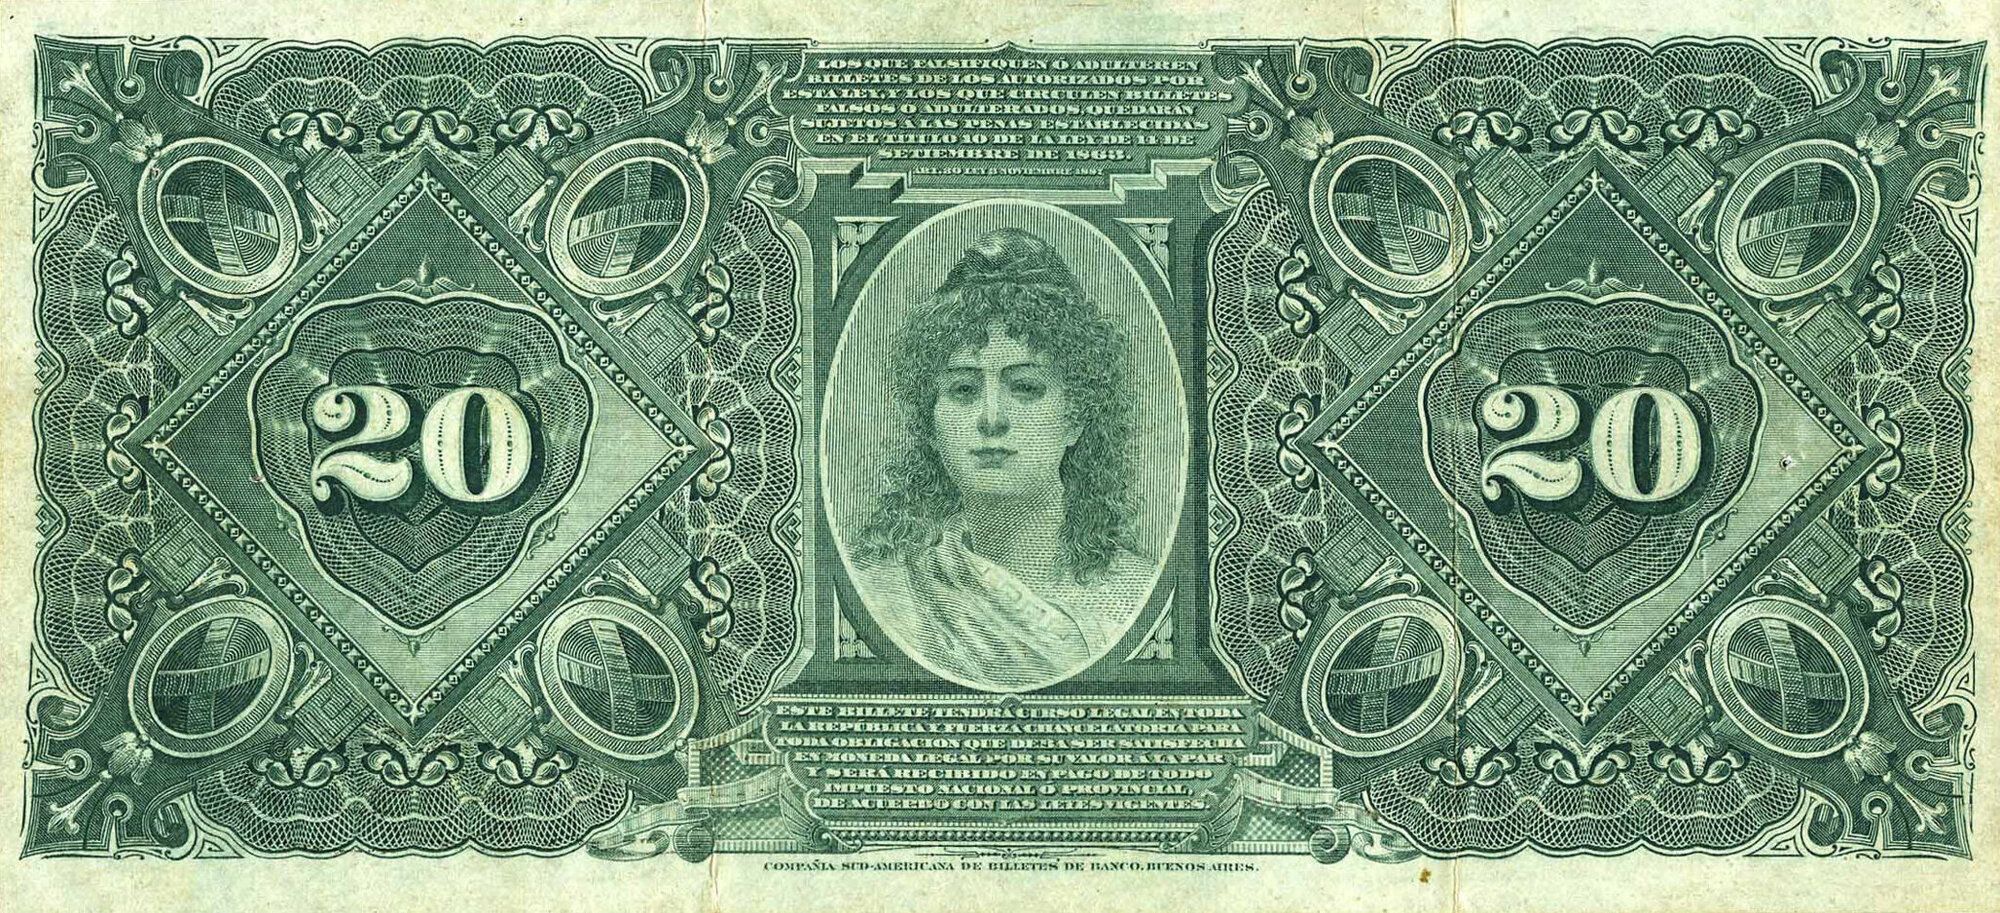 LOS QUE FALSIFIQUEN O ADULTEREN
BILLETES DE LOS AUTORIZADOS POR
ESTA LEY Y LOS QUE CIRCULEN BILLETES
FALSOS O ADULTERADOS QUEDARÁN
SUJETOS Á LAS PENAS ESTABLECIDAS
EN EL TITULO 10 DE LA LEY DE 14 DE
SETIEMBRE DE 1863.
ART. 30 LEY 3 NOVIEMBRE 1887
20
20
ESTE BILLETE TENDRÁ CURSO LEGAL EN TODA
LA REPÚBLICA Y FUERZA CHANCELATORIA PARA
TODA OBLIGACION QUE DEBA SER SATISFECHA
EN MONEDA LEGAL POR SU VALOR Á LA PAR
Y SERÁ RECIBIDO EN PAGO DE TODO
IMPUESTO NACIONAL Ó PROVINCIAL
DE ACUERDO CON LAS LEYES VIGENTES
COMPAÑIA SUD-AMERICANA DE BILLETES DE BANCO. BUENOS AIRES.